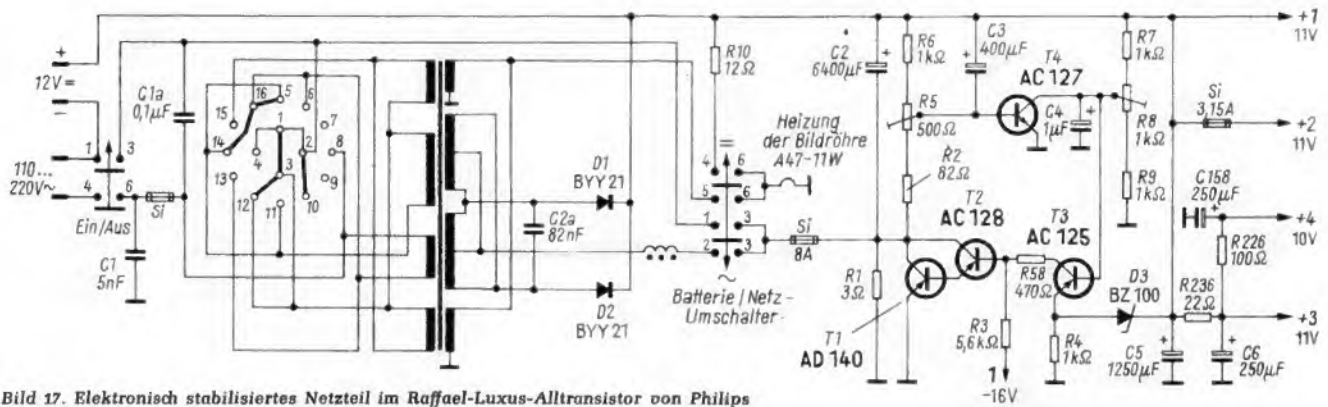 +
12V=
−
110...
220V~
1
3
4
6
Ein/Aus
C1a
0,1µF
Si
C1
5nF
16
5
6
15
1
7
14
4
2
8
3
13
12
11
10
9
D1
BYY 21
C2a
82nF
D2
BYY 21
R10
12Ω
=
4
6
5
6
1
3
2
3
~
Heizung
der Bildröhre
A47-11W
Si
8A
Batterie/Netz-
Umschalter
C2
6400µF
+
R6
1kΩ
C3
400µF
+
R5
500Ω
R2
82Ω
T4
AC 127
C4
1µF
+
R7
1kΩ
R8
1kΩ
R9
1kΩ
T2
AC 128
T3
AC 125
R1
3Ω
T1
AD 140
R3
5,6kΩ
1
-16V
R58
470Ω
R4
1kΩ
D3
BZ 100
C5
1250µF
+
R236
22Ω
C6
250µF
+
C158
250µF
+
R226
100Ω
Si
3,15A
+1
11V
+2
11V
+4
10V
+3
11V
Bild 17. Elektronisch stabilisiertes Netzteil im Raffael-Luxus-Alltransistor von Philips